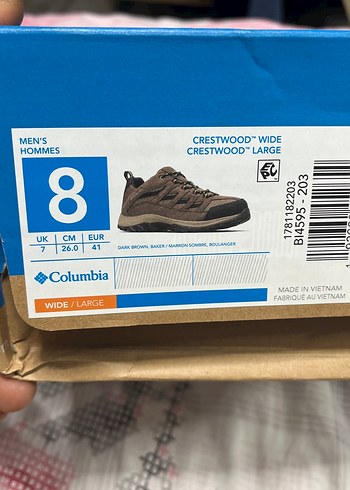 MEN'S
HOMMES
CRESTWOOD™ WIDE
CRESTWOOD™ LARGE
8
UK CM EUR
7 26.0 41
DARK BROWN, BAKER / MARRON SOMBRE, BOULANGER
Columbia
WIDE / LARGE
1781182203
BI4595 - 203
MADE IN VIETNAM
FABRIQUÉ AU VIETNAM